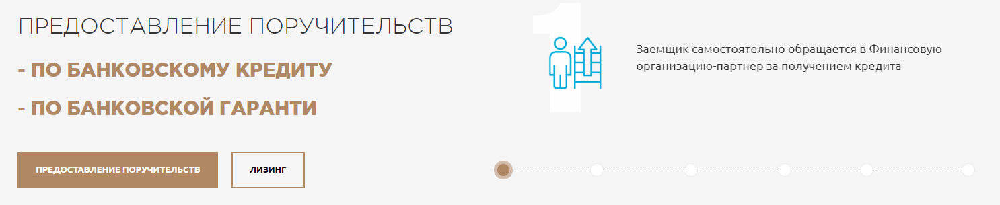 ПРЕДОСТАВЛЕНИЕ ПОРУЧИТЕЛЬСТВ
- ПО БАНКОВСКОМУ КРЕДИТУ
- ПО БАНКОВСКОЙ ГАРАНТИ
ПРЕДОСТАВЛЕНИЕ ПОРУЧИТЕЛЬСТВ
ЛИЗИНГ
1
Заемщик самостоятельно обращается в Финансовую
организацию-партнер за получением кредита